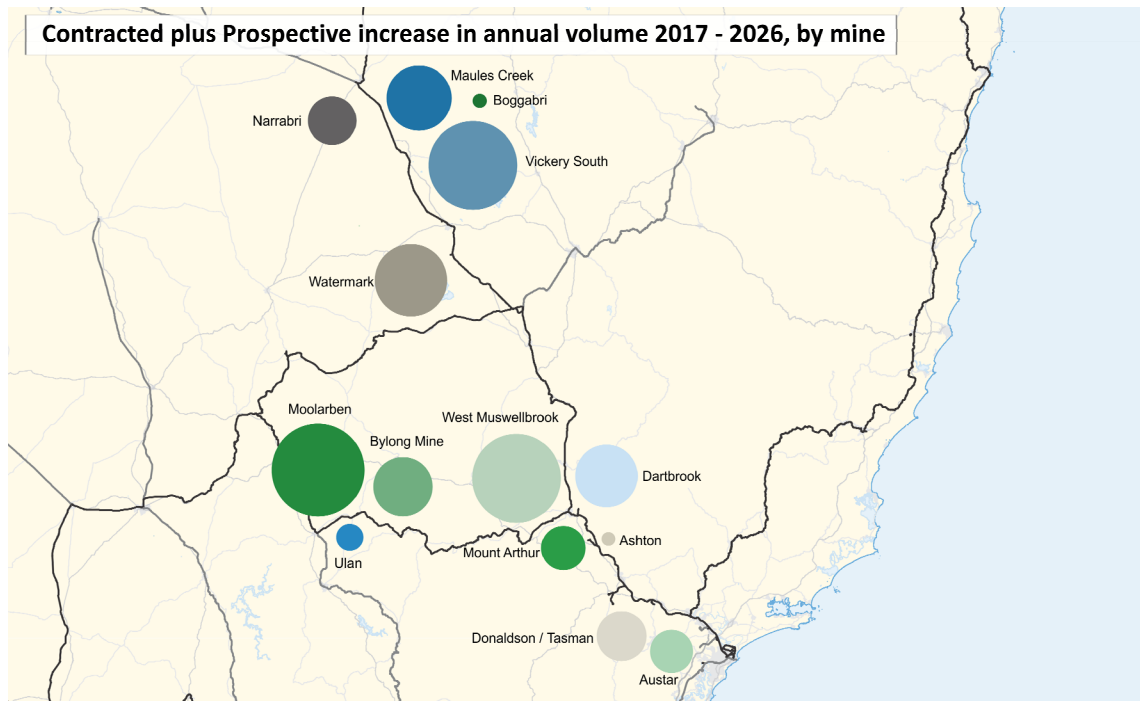 Contracted plus Prospective increase in annual volume 2017 - 2026, by mine
Maules Creek
Boggabri
Narrabri
Vickery South
Watermark
Moolarben
West Muswellbrook
Bylong Mine
Dartbrook
Ashton
Mount Arthur
Ulan
Donaldson / Tasman
Austar